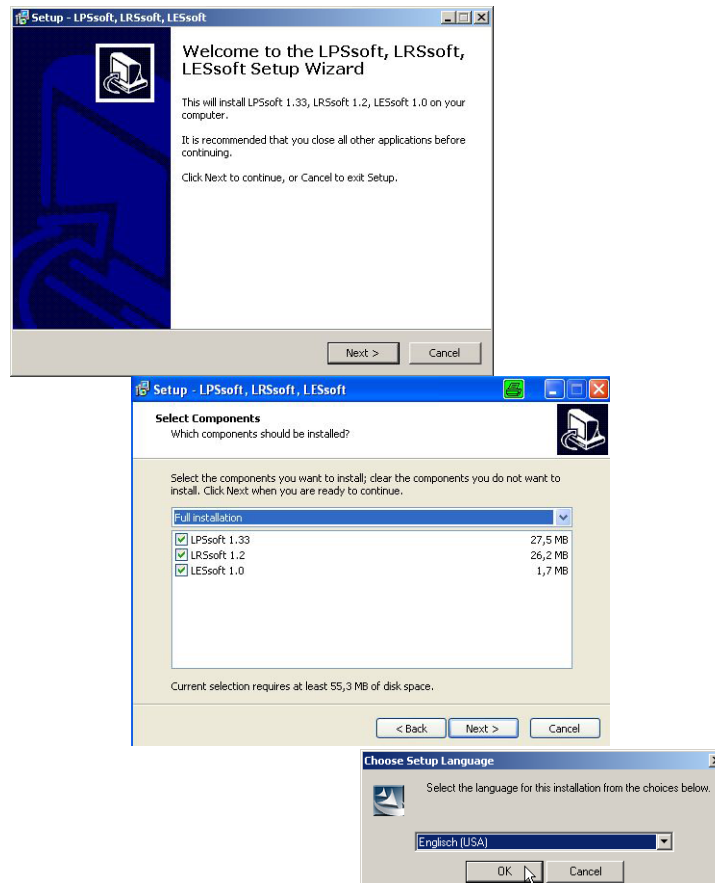 Setup - LPSsoft, LRSsoft, LESsoft
Welcome to the LPSsoft, LRSsoft,
LESsoft Setup Wizard
This will install LPSsoft 1.33, LRSsoft 1.2, LESsoft 1.0 on your
computer.
It is recommended that you close all other applications before
continuing.
Click Next to continue, or Cancel to exit Setup.
Next > Cancel
Setup - LPSsoft, LRSsoft, LESsoft
Select Components
Which components should be installed?
Select the components you want to install; clear the components you do not want to
install. Click Next when you are ready to continue.
Full installation
LPSsoft 1.33 27,5 MB
LRSsoft 1.2 26,2 MB
LESsoft 1.0 1,7 MB
Current selection requires at least 55,3 MB of disk space.
< Back Next > Cancel
Choose Setup Language
Select the language for this installation from the choices below.
Englisch (USA)
OK Cancel